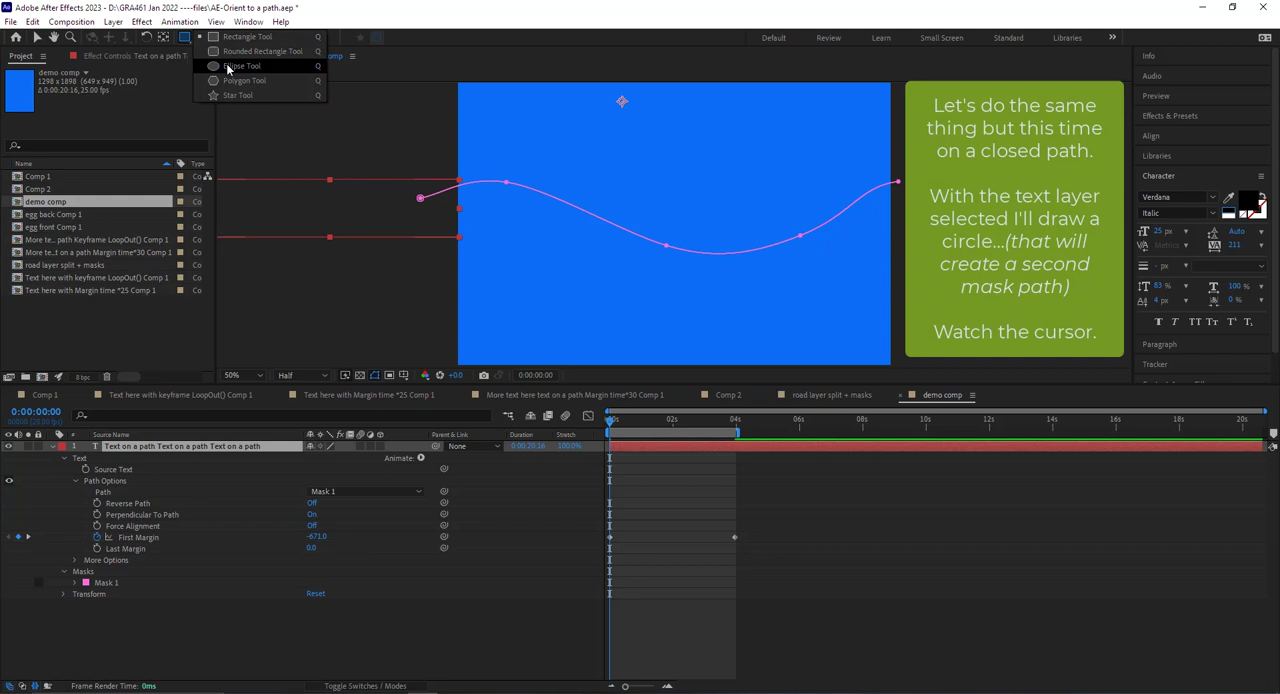 Adobe After Effects 2023 - D:\GRA461 Jan 2022 ----files\AE-Orient to a path.aep *
File Edit Composition Layer Effect Animation View Window Help
Default Review Learn Small Screen Standard Libraries
Rectangle Tool Q
Rounded Rectangle Tool Q
Ellipse Tool Q
Polygon Tool Q
Star Tool Q
Project Effect Controls Text on a path T
demo comp
1298 x 1898 (649 x 949) (1.00)
Δ 0:00:20:16, 25.00 fps
Name Type
Comp 1 Co
Comp 2 Co
demo comp Co
egg back Comp 1 Co
egg front Comp 1 Co
More te... path Keyframe LoopOut() Comp 1 Co
More te...t on a path Margin time*30 Comp 1 Co
road layer split + masks Co
Text here with keyframe LoopOut() Comp 1 Co
Text here with Margin time *25 Comp 1 Co
8 bpc
Let's do the same
thing but this time
on a closed path.
With the text layer
selected I'll draw a
circle...(that will
create a second
mask path)
Watch the cursor.
50% Half +0.0 0:00:00:00
Info
Audio
Preview
Effects & Presets
Align
Libraries
Character
Verdana
Italic
25 px Auto
Metrics 211
- px
83 % 100 %
4 px 0 %
T T TT Tт T¹ T₁
Paragraph
Tracker
Comp 1 Text here with keyframe LoopOut() Comp 1 Text here with Margin time *25 Comp 1 More text here text on a path Margin time*30 Comp 1 Comp 2 road layer split + masks demo comp
0:00:00:00
# Source Name Parent & Link Duration Stretch
02s 04s 06s 08s 10s 12s 14s 16s 18s 20s
1 T Text on a path Text on a path Text on a path None 0:00:20:16 100.0%
Text Animate:
Source Text
Path Options
Path Mask 1
Reverse Path Off
Perpendicular To Path On
Force Alignment Off
First Margin -671.0
Last Margin 0.0
More Options
Masks
Mask 1
Transform Reset
Frame Render Time: 0ms Toggle Switches / Modes